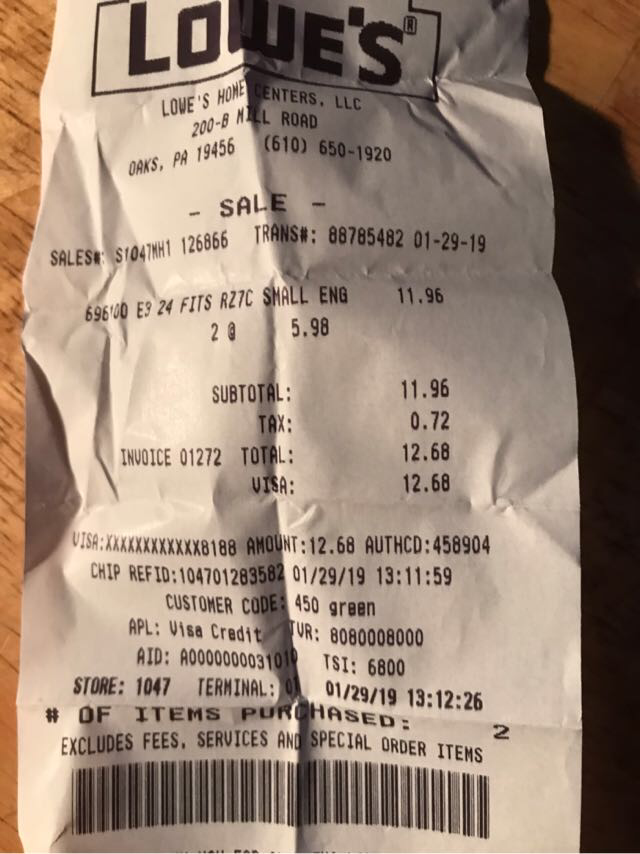 LOWE'S®
LOWE'S HOME CENTERS, LLC
200-B MILL ROAD
OAKS, PA 19456 (610) 650-1920
- SALE -
SALES#: S1047MH1 126866 TRANS#: 88785482 01-29-19
E3 24 FITS RZ7C SMALL ENG 11.96
2 @ 5.98
SUBTOTAL: 11.96
TAX: 0.72
INVOICE 01272 TOTAL: 12.68
VISA: 12.68
VISA:XXXXXXXXXXXX8188 AMOUNT:12.68 AUTHCD:458904
CHIP REFID:104701283582 01/29/19 13:11:59
CUSTOMER CODE: 450 green
APL: Visa Credit TVR: 8080008000
AID: A0000000031010 TSI: 6800
STORE: 1047 TERMINAL: 01 01/29/19 13:12:26
# OF ITEMS PURCHASED: 2
EXCLUDES FEES, SERVICES AND SPECIAL ORDER ITEMS